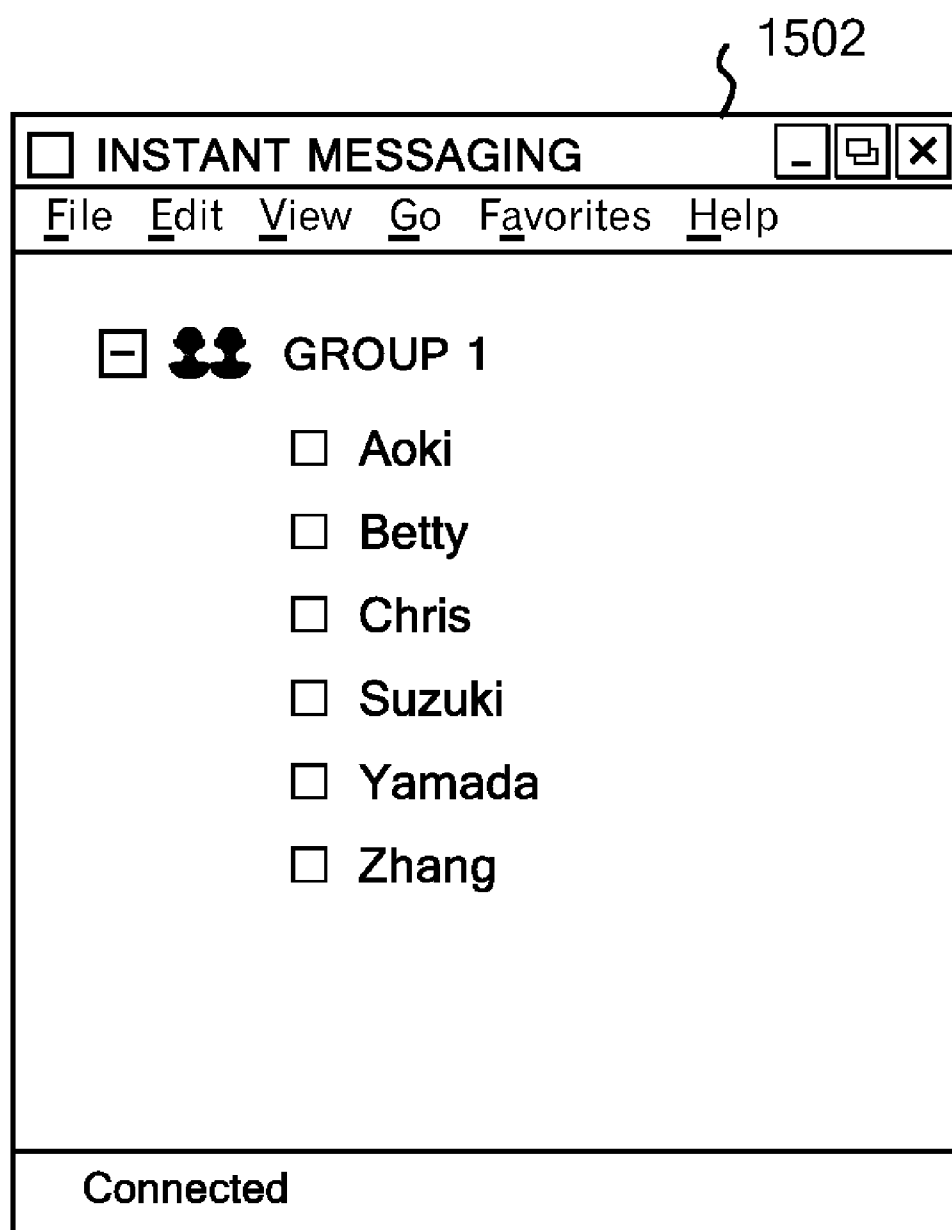 1502
INSTANT MESSAGING
File Edit View Go Favorites Help
GROUP 1
Aoki
Betty
Chris
Suzuki
Yamada
Zhang
Connected